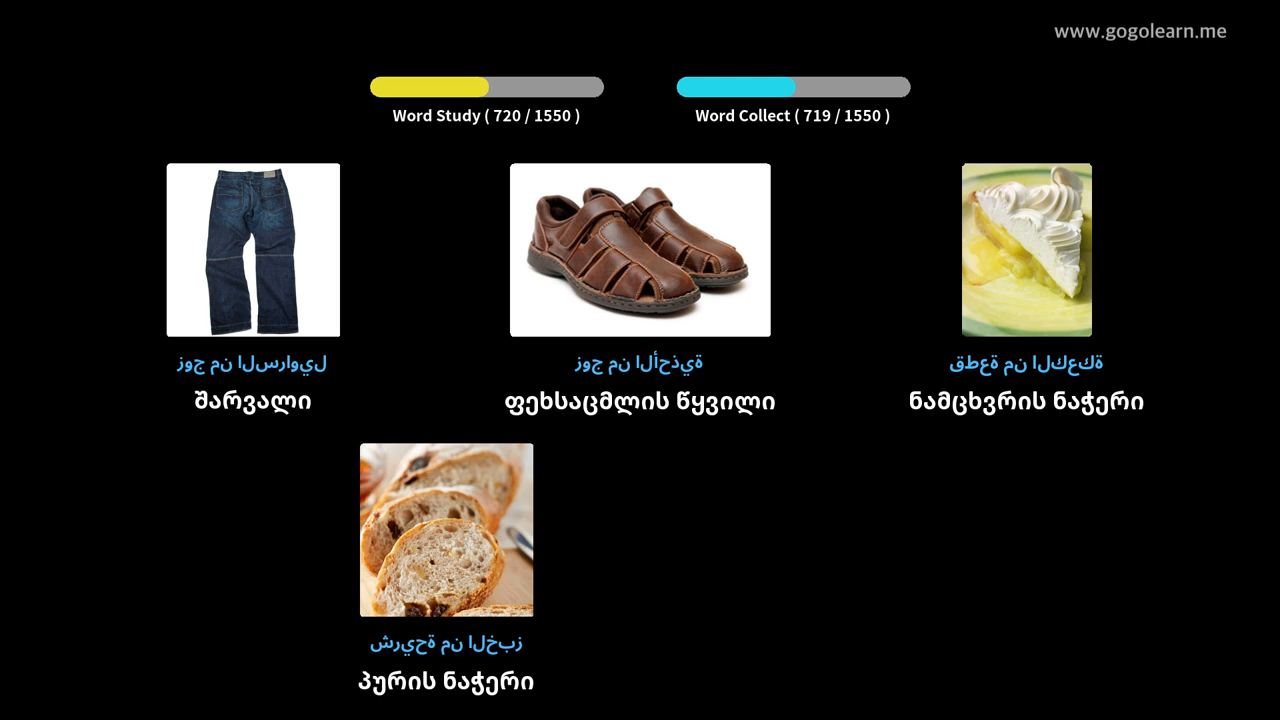 www.gogolearn.me
Word Study ( 720 / 1550 )
Word Collect ( 719 / 1550 )
زوج من السراويل
შარვალი
زوج من الأحذية
ფეხსაცმლის წყვილი
قطعة من الكعكة
ნამცხვრის ნაჭერი
شريحة من الخبز
პურის ნაჭერი